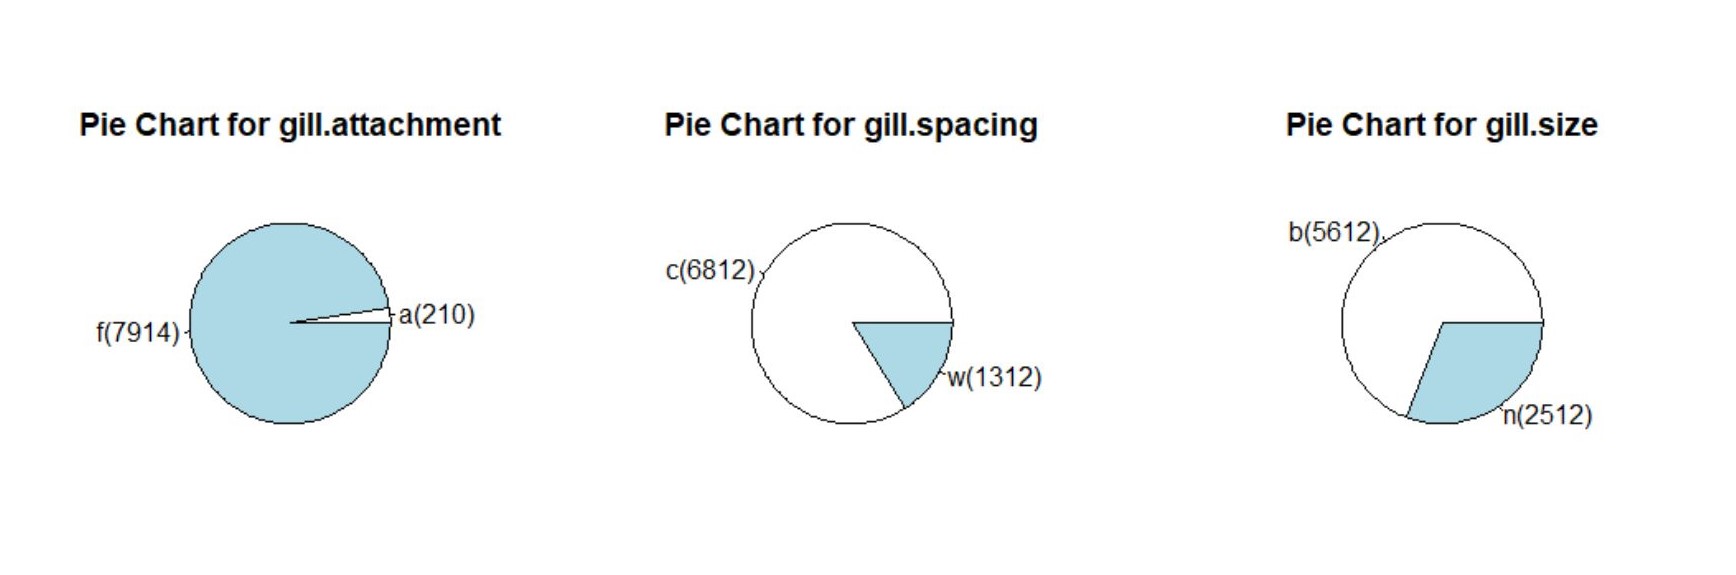 Pie Chart for gill.attachment
f(7914)
a(210)
Pie Chart for gill.spacing
c(6812)
w(1312)
Pie Chart for gill.size
b(5612)
n(2512)